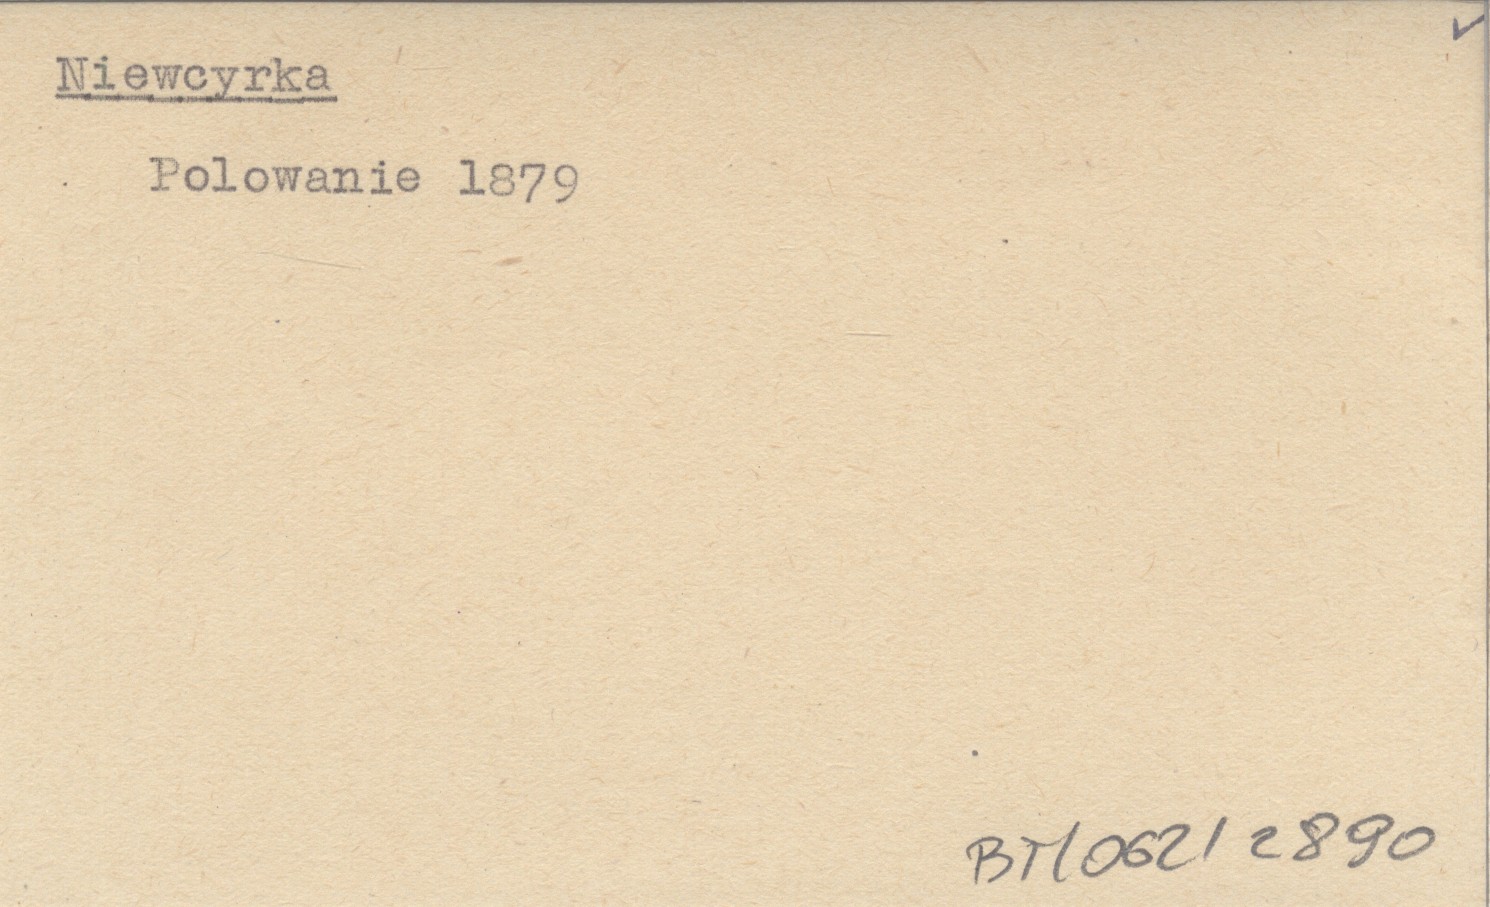 Niewcyrka
Polowanie 1879
BT/062/2890